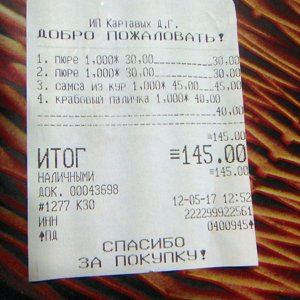 ИП Картавых Д.Г.
ДОБРО ПОЖАЛОВАТЬ!
1. пюре 1,000* 30,00 30,00
2. пюре 1,000* 30,00 30,00
3. самса из кур 1,000* 45,00 45,00
4. крабовый паличка 1,000* 40,00
40,00
≡145.00
ИТОГ ≡145.00
НАЛИЧНЫМИ ≡145.00
ДОК. 00043698
#1277 К30 12-05-17 12:52
ИНН 222299922561
▲ПД 0400945▲
СПАСИБО
ЗА ПОКУПКУ!